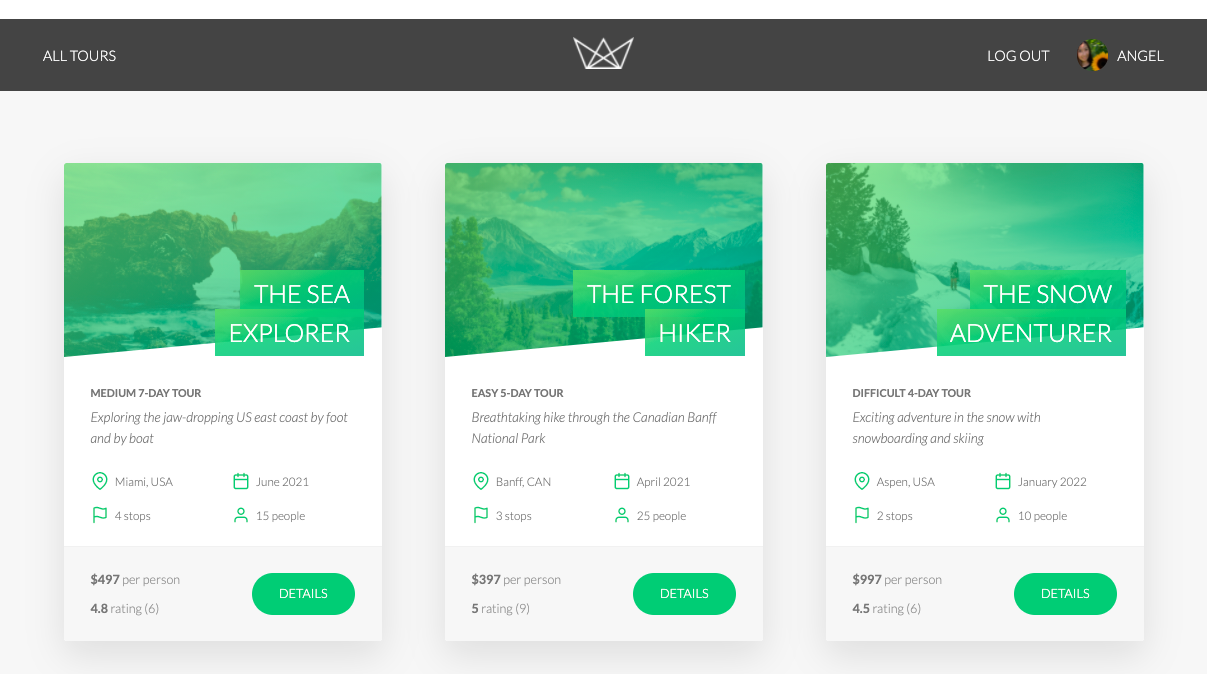 ALL TOURS
LOG OUT
ANGEL
THE SEA
EXPLORER
MEDIUM 7-DAY TOUR
Exploring the jaw-dropping US east coast by foot
and by boat
Miami, USA
June 2021
4 stops
15 people
$497 per person
4.8 rating (6)
DETAILS
THE FOREST
HIKER
EASY 5-DAY TOUR
Breathtaking hike through the Canadian Banff
National Park
Banff, CAN
April 2021
3 stops
25 people
$397 per person
5 rating (9)
DETAILS
THE SNOW
ADVENTURER
DIFFICULT 4-DAY TOUR
Exciting adventure in the snow with
snowboarding and skiing
Aspen, USA
January 2022
2 stops
10 people
$997 per person
4.5 rating (6)
DETAILS